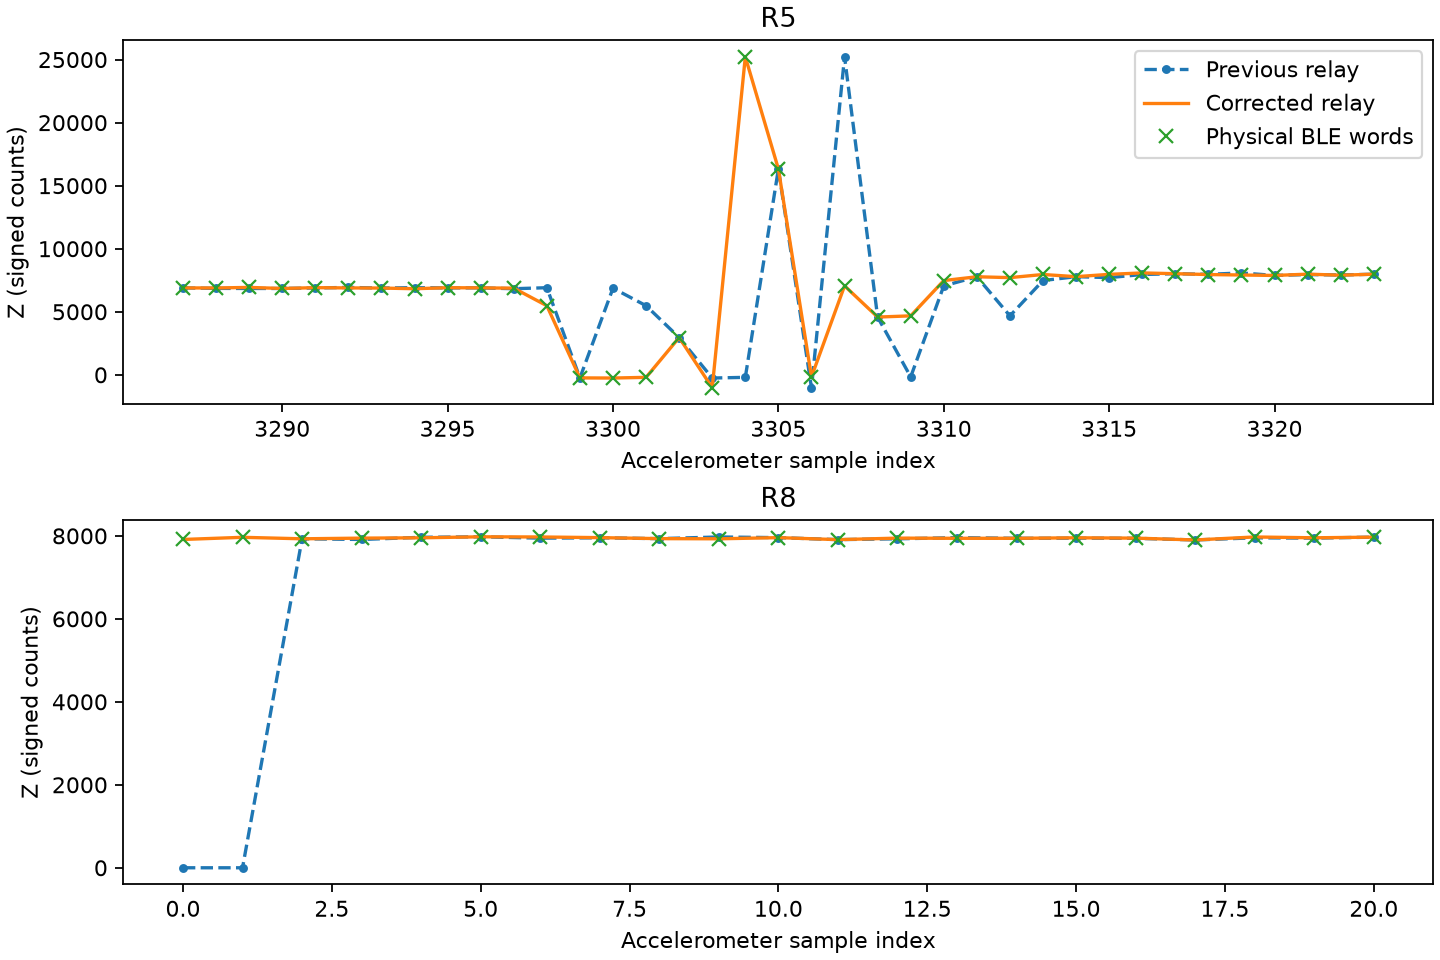 R5
25000
20000
15000
10000
5000
0
Z (signed counts)
Previous relay
Corrected relay
Physical BLE words
3290 3295 3300 3305 3310 3315 3320
Accelerometer sample index
R8
8000
6000
4000
2000
0
Z (signed counts)
0.0 2.5 5.0 7.5 10.0 12.5 15.0 17.5 20.0
Accelerometer sample index